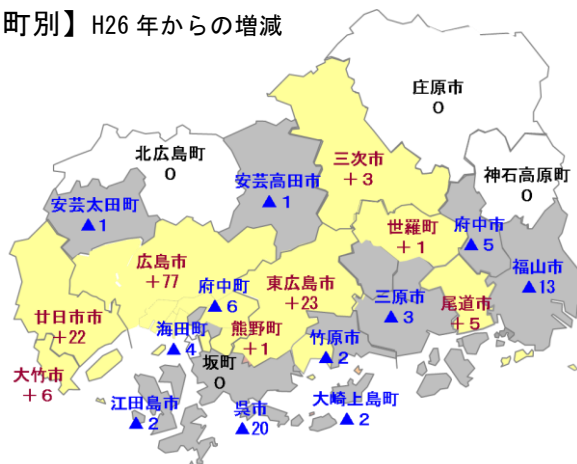 町別】H26 年からの増減
庄原市
0
北広島町
0
三次市
+3
安芸高田市
▲ 1
神石高原町
0
安芸太田町
▲ 1
世羅町
+1
府中市
▲ 5
広島市
+77
府中町
▲ 6
東広島市
+23
福山市
▲13
三原市
▲ 3
尾道市
+5
廿日市市
+22
海田町
▲ 4
熊野町
+1
竹原市
▲ 2
坂町
0
大竹市
+6
江田島市
▲ 2
呉市
▲20
大崎上島町
▲ 2